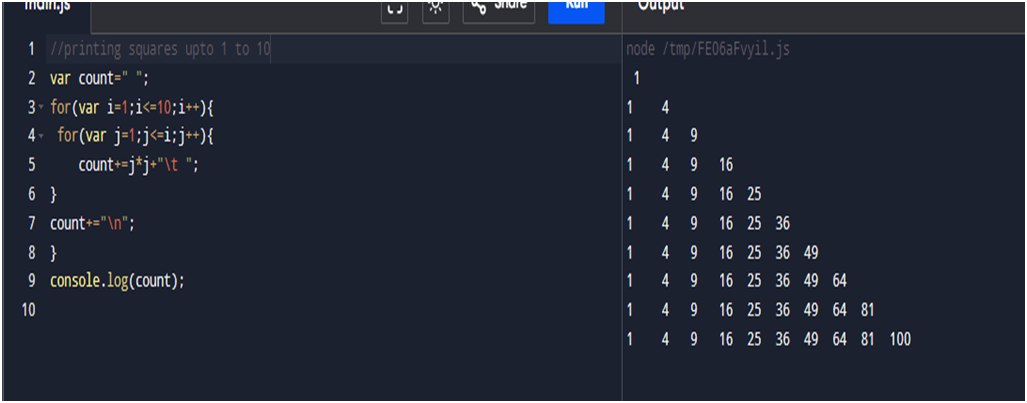 main.js
Share
Run
Output
1 //printing squares upto 1 to 10
2 var count=" ";
3 for(var i=1;i<=10;i++){
4 for(var j=1;j<=i;j++){
5 count+=j*j+"\t ";
6 }
7 count+="\n";
8 }
9 console.log(count);
10
node /tmp/FE06aFvyil.js
1
1 4
1 4 9
1 4 9 16
1 4 9 16 25
1 4 9 16 25 36
1 4 9 16 25 36 49
1 4 9 16 25 36 49 64
1 4 9 16 25 36 49 64 81
1 4 9 16 25 36 49 64 81 100